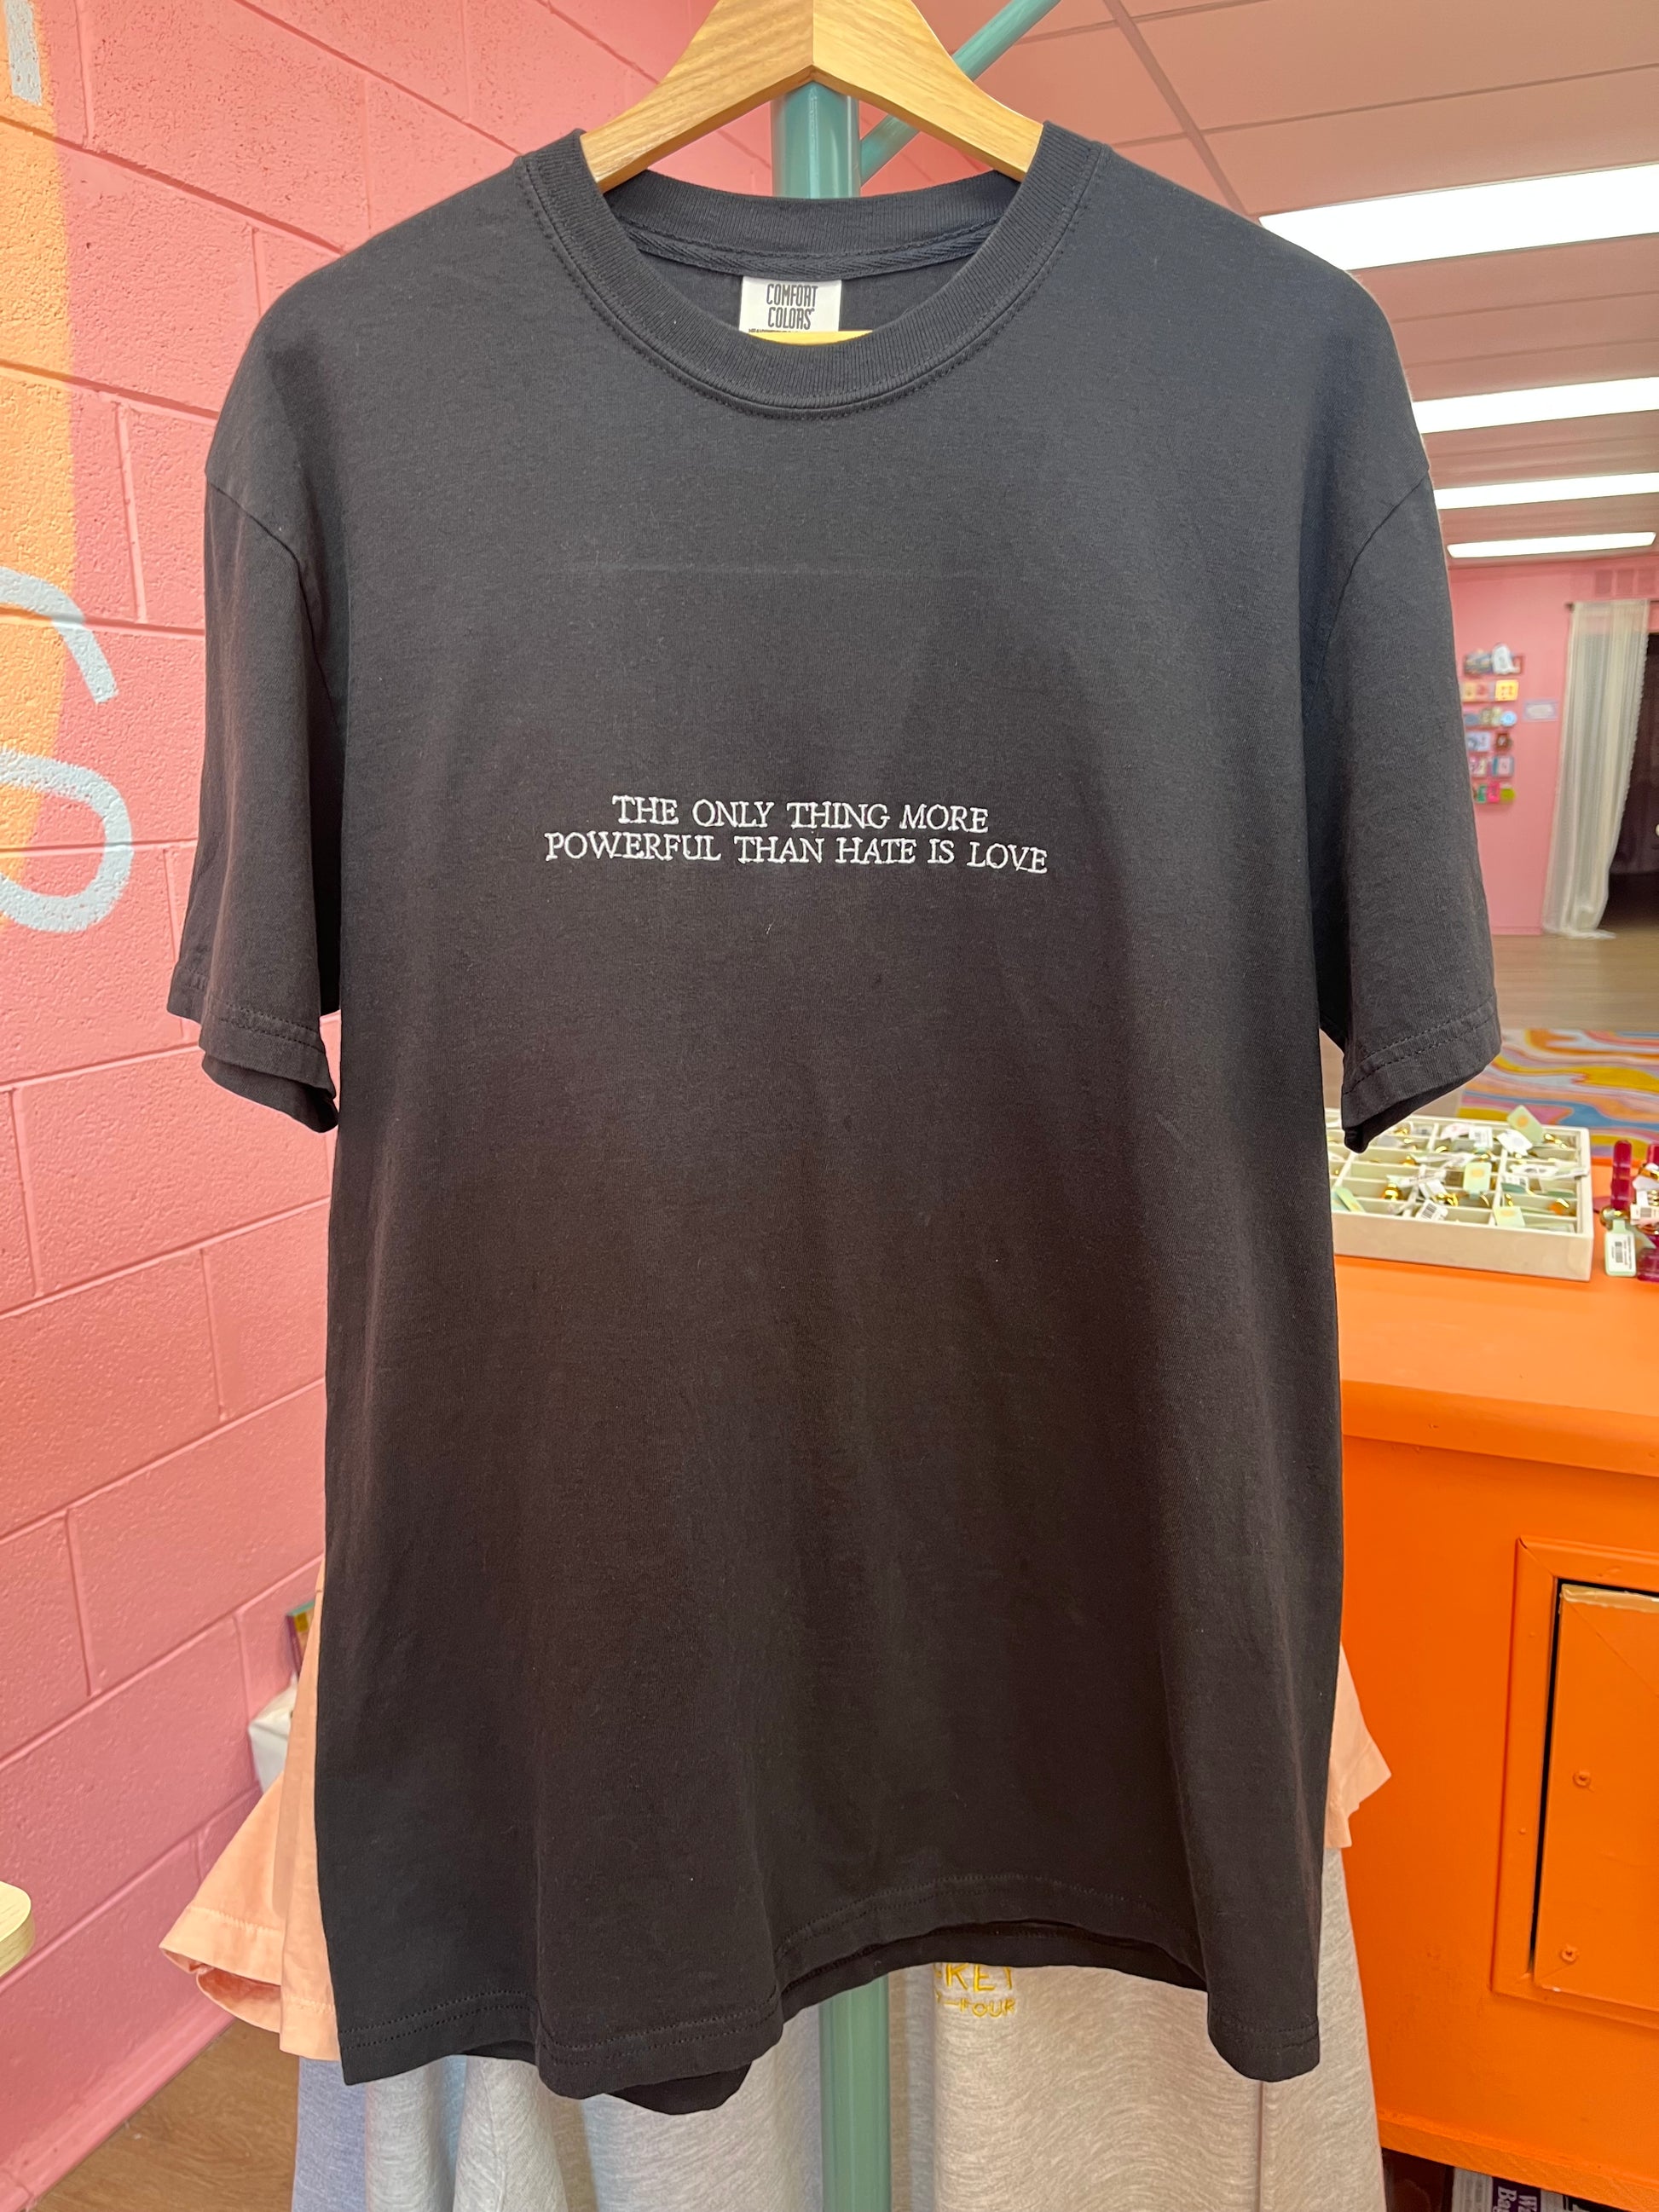 COMFORT
COLORS
THE ONLY THING MORE
POWERFUL THAN HATE IS LOVE